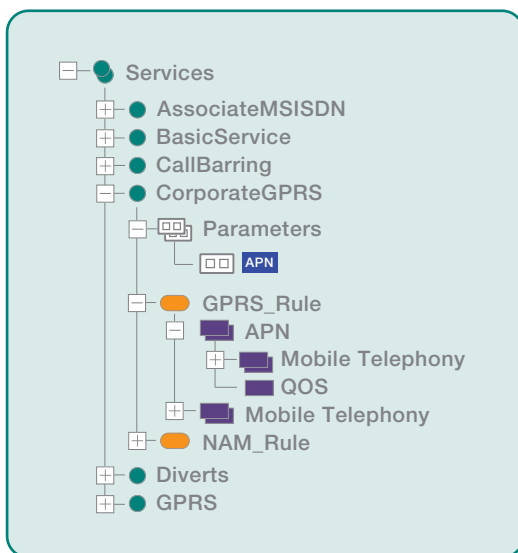 Services
AssociateMSISDN
BasicService
CallBarring
CorporateGPRS
Parameters
APN
GPRS_Rule
APN
Mobile Telephony
QOS
Mobile Telephony
NAM_Rule
Diverts
GPRS